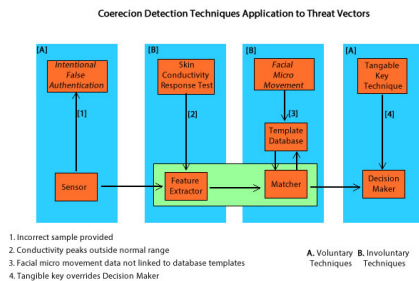 Coerecion Detection Techniques Application to Threat Vectors
[A]
[B]
[B]
[A]
Intentional
False
Authentication
Skin
Conductivity
Response Test
Facial
Micro
Movement
Tangable
Key
Technique
[1]
[2]
[3]
[4]
Template
Database
Sensor
Feature
Extractor
Matcher
Decision
Maker
1. Incorrect sample provided
2. Conductivity peaks outside normal range
3. Facial micro movement data not linked to database templates
4. Tangible key overrides Decision Maker
A. Voluntary B. Involuntary
Techniques Techniques